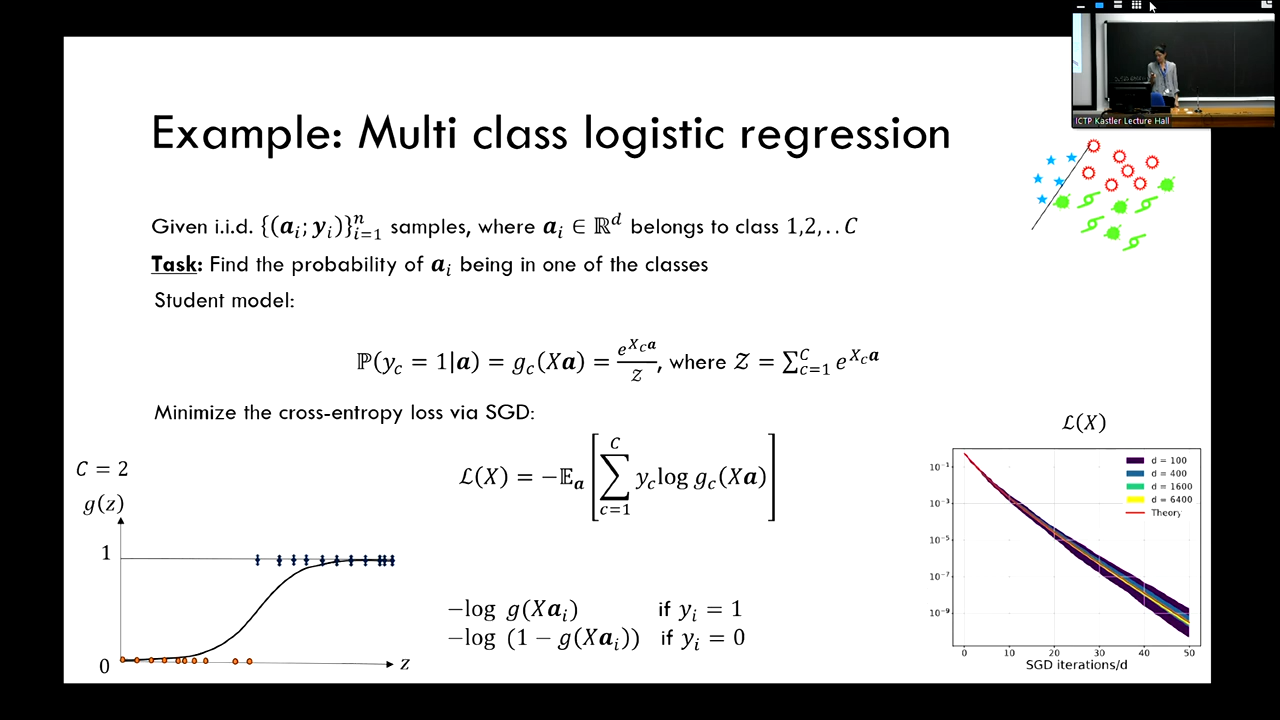 ICTP Kastler Lecture Hall
Example: Multi class logistic regression
Given i.i.d. {(𝒂ᵢ; 𝒚ᵢ)}ⁿᵢ₌₁ samples, where 𝒂ᵢ ∈ ℝᵈ belongs to class 1,2, . . C
Task: Find the probability of 𝒂ᵢ being in one of the classes
Student model:
ℙ(y_c = 1|𝒂) = g_c(X𝒂) = e^{X_c𝒂}/𝒵, where 𝒵 = ∑_{c=1}^{C} e^{X_c𝒂}
Minimize the cross-entropy loss via SGD:
ℒ(X) = −𝔼_𝒂 [∑_{c=1}^{C} y_c log g_c(X𝒂)]
C = 2
g(z)
1
0
z
−log g(X𝒂ᵢ) if yᵢ = 1
−log (1 − g(X𝒂ᵢ)) if yᵢ = 0
ℒ(X)
d = 100
d = 400
d = 1600
d = 6400
Theory
10⁻¹
10⁻³
10⁻⁵
10⁻⁷
10⁻⁹
0 10 20 30 40 50
SGD iterations/d